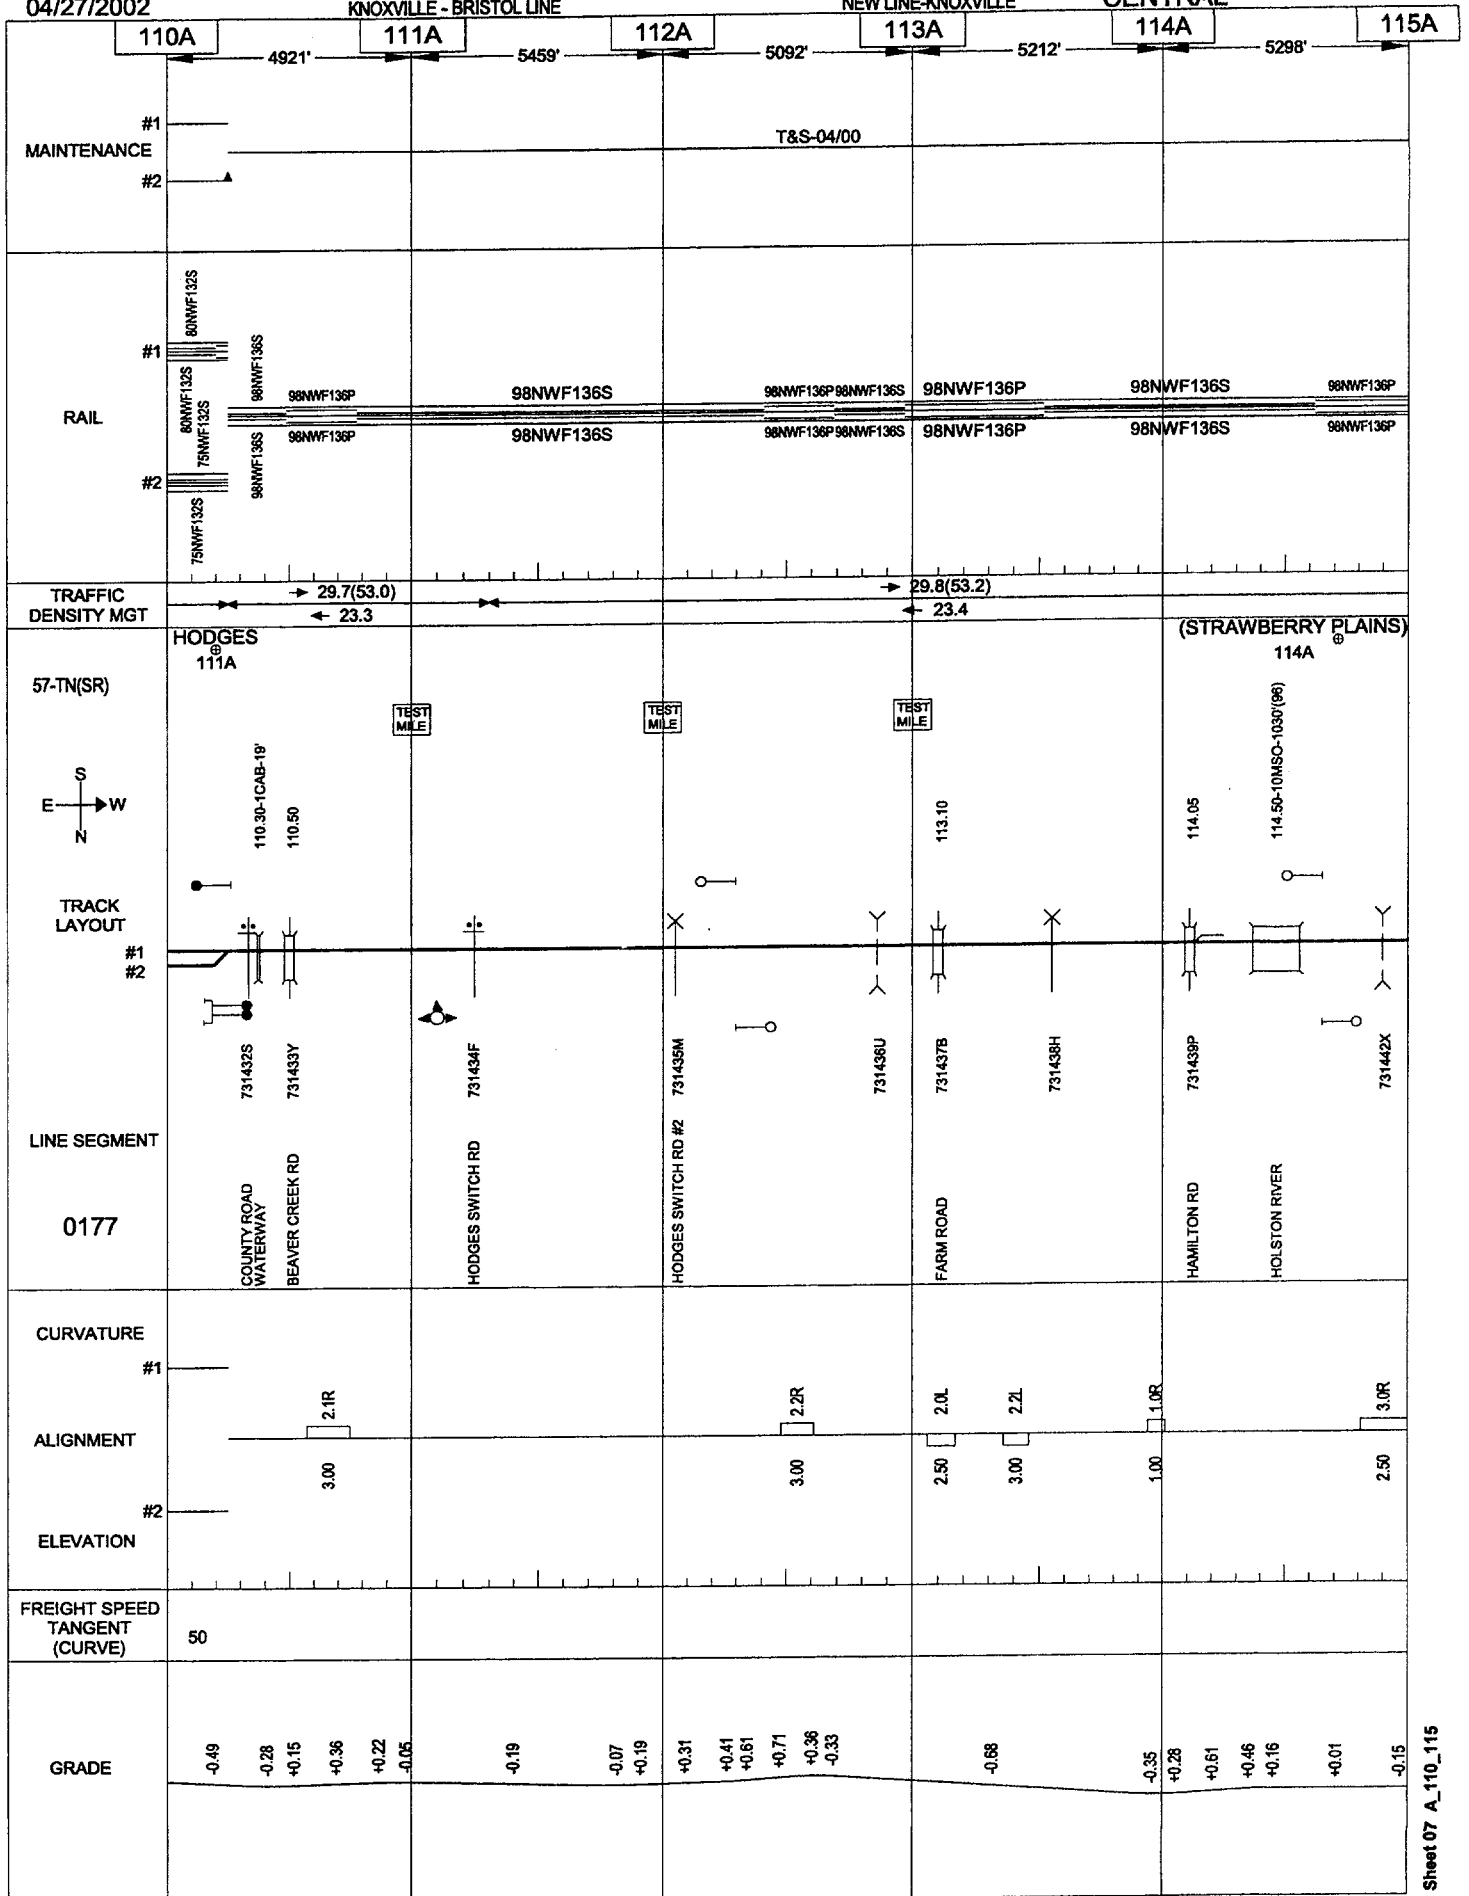 04/27/2002 KNOXVILLE - BRISTOL LINE NEW LINE-KNOXVILLE CENTRAL
110A 111A 112A 113A 114A 115A
4921' 5459' 5092' 5212' 5298'
#1
MAINTENANCE
T&S-04/00
#2
RAIL
#1
#2
80NWF132S
80NWF132S
75NWF132S
75NWF132S
98NWF136S
98NWF136S
98NWF136P 98NWF136S 98NWF136P 98NWF136S 98NWF136P 98NWF136S 98NWF136P
98NWF136P 98NWF136S 98NWF136P 98NWF136S 98NWF136P 98NWF136S 98NWF136P
TRAFFIC
DENSITY MGT
29.7(53.0) 29.8(53.2)
23.3 23.4
HODGES
111A
(STRAWBERRY PLAINS)
114A
57-TN(SR)
TEST
MILE
TEST
MILE
TEST
MILE
S
E W
N
110.30-1CAB-19'
110.50
113.10
114.05
114.50-10MSO-1030'(96)
TRACK
LAYOUT
#1
#2
731432S
731433Y
731434F
731435M
731436U
731437B
731438H
731439P
731442X
LINE SEGMENT
0177
COUNTY ROAD
WATERWAY
BEAVER CREEK RD
HODGES SWITCH RD
HODGES SWITCH RD #2
FARM ROAD
HAMILTON RD
HOLSTON RIVER
CURVATURE
#1
ALIGNMENT
#2
ELEVATION
2.1R 2.2R 2.0L 2.2L 1.0R 3.0R
3.00 3.00 2.50 3.00 1.00 2.50
FREIGHT SPEED
TANGENT
(CURVE)
50
GRADE
-0.49 -0.28 +0.15 +0.36 +0.22 -0.05 -0.19 -0.07 +0.19 +0.31 +0.41 +0.61 +0.71 +0.36 -0.33 -0.68 -0.35 +0.28 +0.61 +0.46 +0.16 +0.01 -0.15
Sheet 07 A_110_115